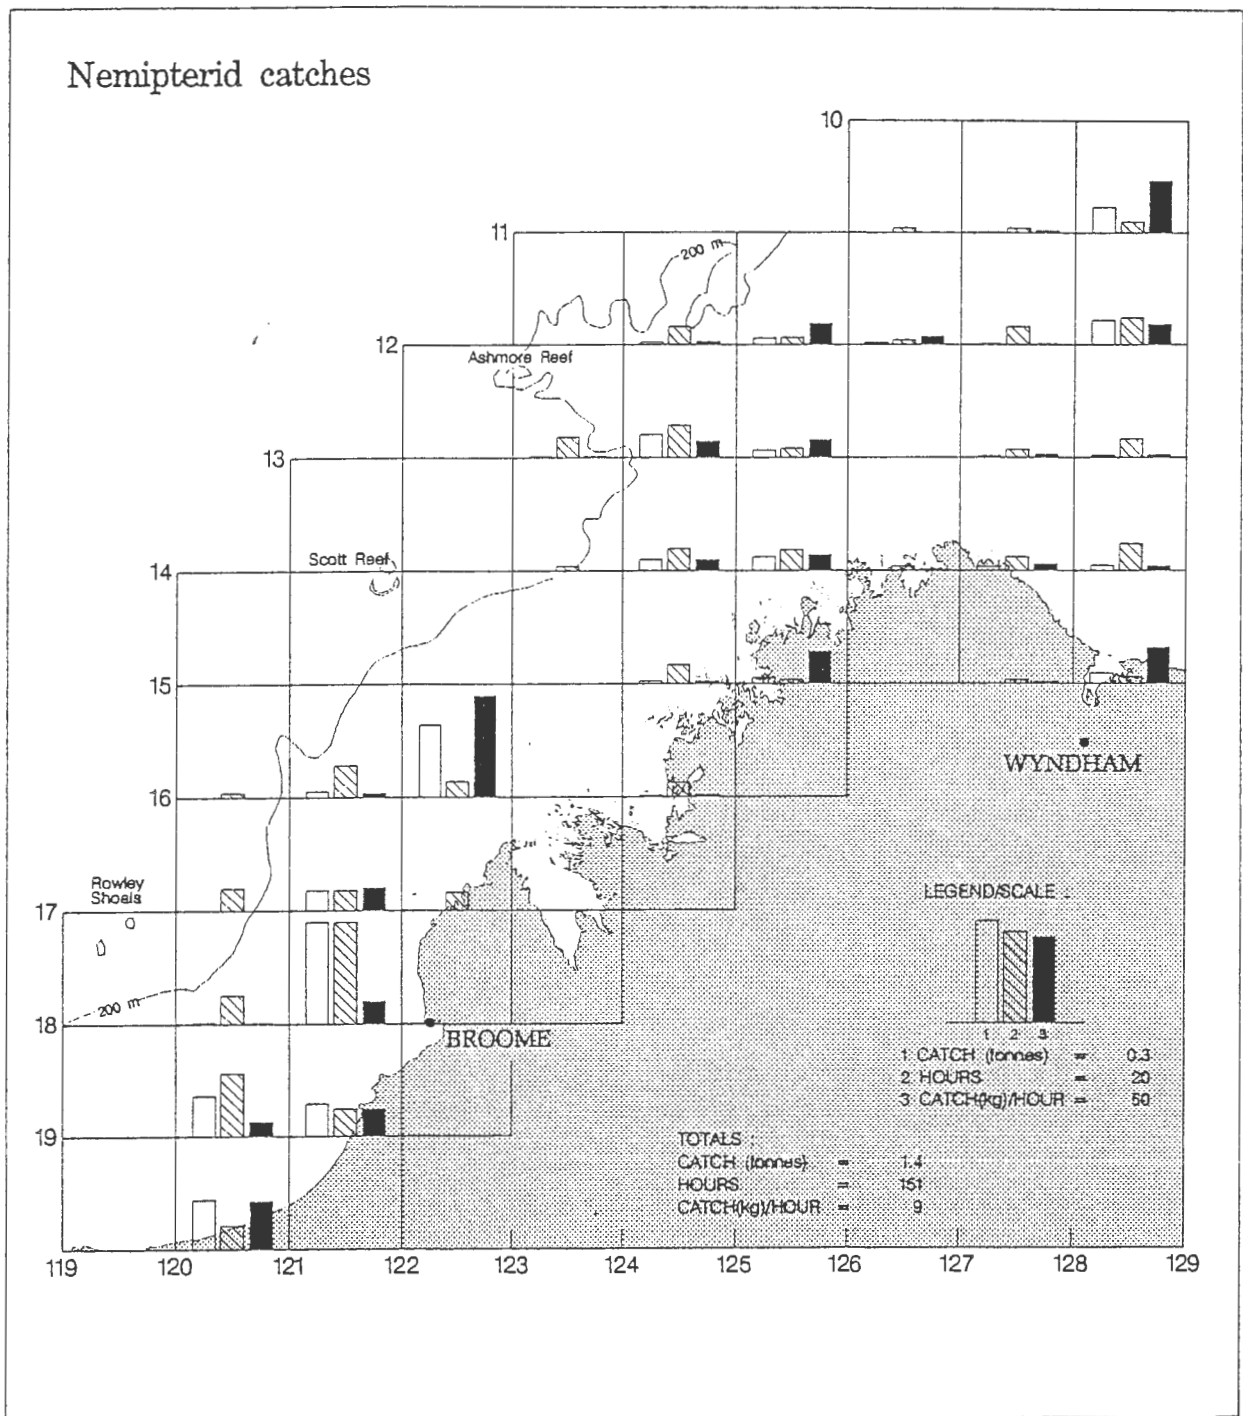 Nemipterid catches
10
11
200 m
12
Ashmore Reef
13
Scott Reef
14
15
WYNDHAM
16
Rowley
Shoals
LEGEND/SCALE :
17
200 m
18
BROOME
1 2 3
1 CATCH (tonnes) = 0.3
2 HOURS = 20
3 CATCH(kg)/HOUR = 50
19
TOTALS :
CATCH (tonnes) = 1.4
HOURS = 151
CATCH(kg)/HOUR = 9
119 120 121 122 123 124 125 126 127 128 129